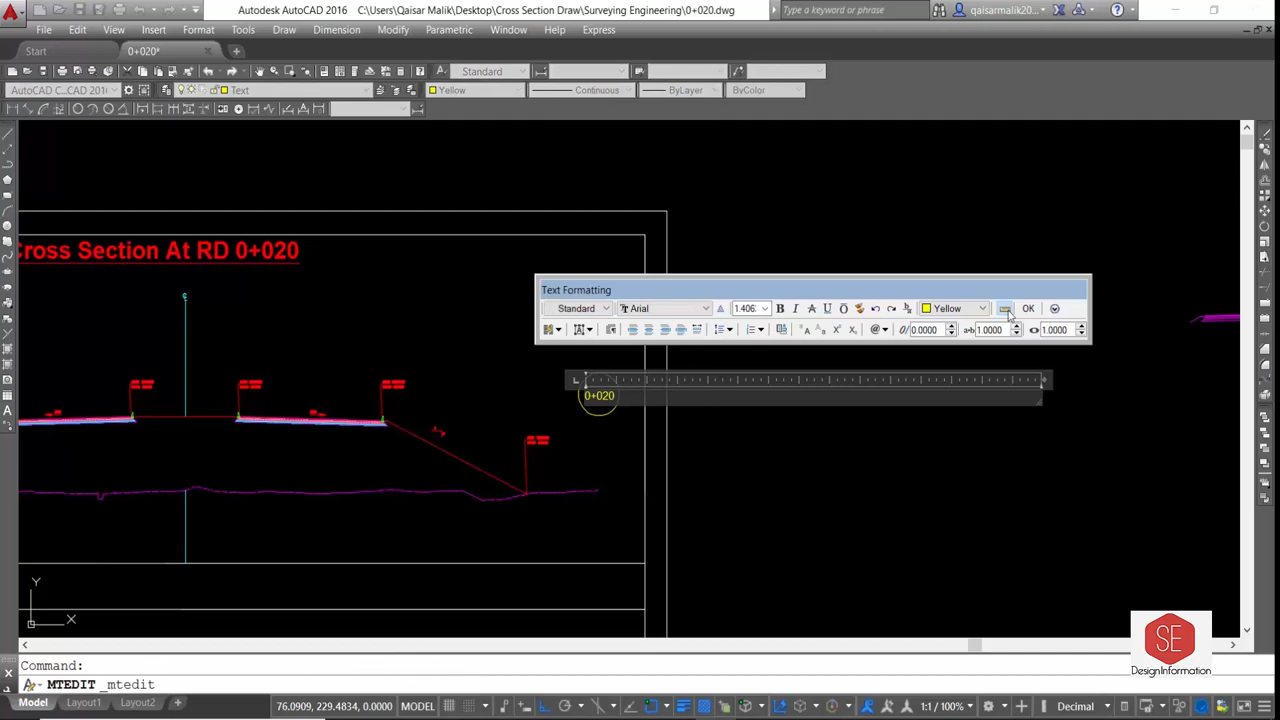 Autodesk AutoCAD 2016 C:\Users\Qaisar Malik\Desktop\Cross Section Draw\Surveying Engineering\0+020.dwg
Type a keyword or phrase
qaisarmalik20...
File Edit View Insert Format Tools Draw Dimension Modify Parametric Window Help Express
Start
0+020*
Standard
AutoCAD C...CAD 2016
Text
Yellow
Continuous
ByLayer
ByColor
Cross Section At RD 0+020
Text Formatting
Standard
Arial
Yellow
OK
0.0000
1.0000
1.0000
0+020
Y
X
SE
DesignInformation
Command:
MTEDIT _mtedit
Model
Layout1
Layout2
76.0909, 229.4834, 0.0000
MODEL
1:1 / 100%
Decimal